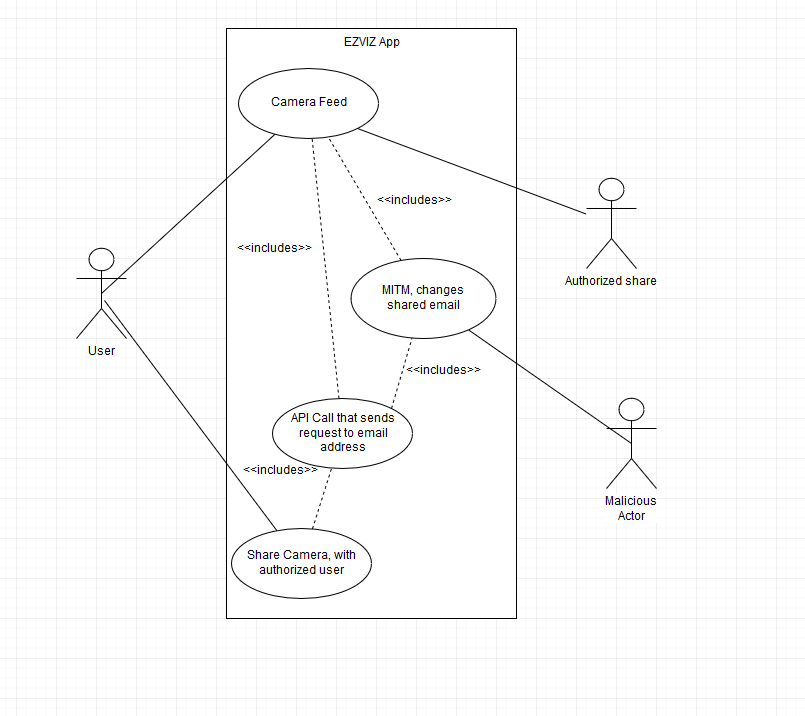 EZVIZ App
Camera Feed
<<includes>>
<<includes>>
Authorized share
MITM, changes
shared email
User
<<includes>>
API Call that sends
request to email
address
<<includes>>
Malicious
Actor
Share Camera, with
authorized user